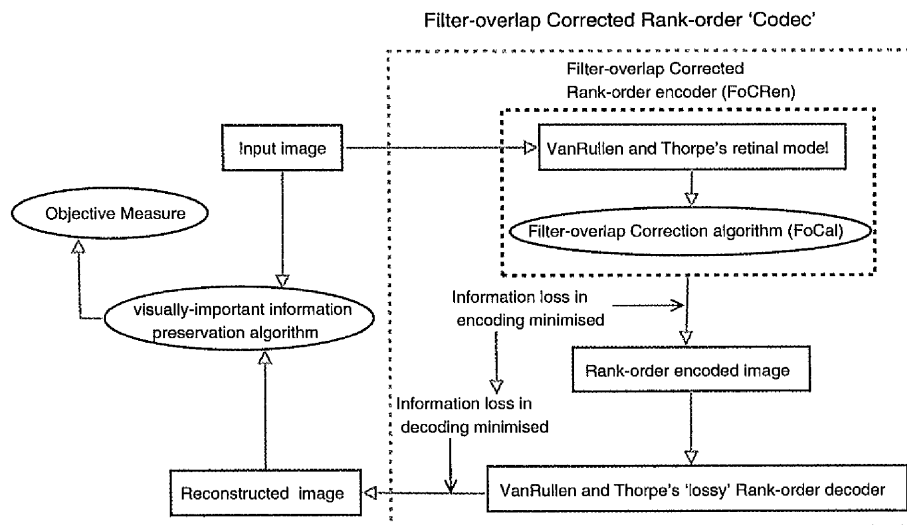 Filter-overlap Corrected Rank-order 'Codec'
Filter-overlap Corrected
Rank-order encoder (FoCRen)
Input image
VanRullen and Thorpe's retinal model
Objective Measure
Filter-overlap Correction algorithm (FoCal)
visually-important information
preservation algorithm
Information loss in
encoding minimised
Rank-order encoded image
Information loss in
decoding minimised
Reconstructed image
VanRullen and Thorpe's 'lossy' Rank-order decoder